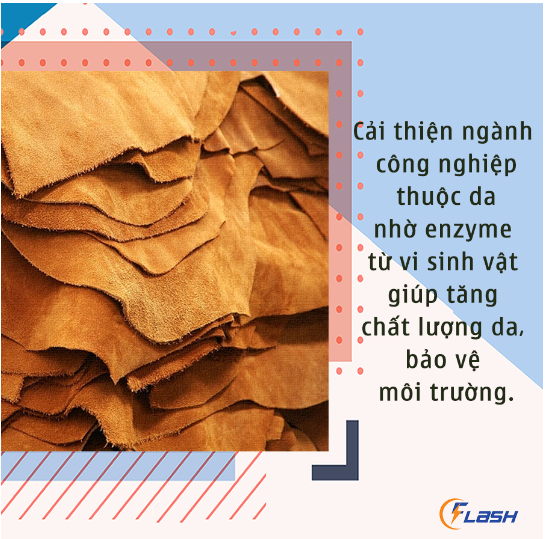 Cải thiện ngành
công nghiệp
thuộc da
nhờ enzyme
từ vi sinh vật
giúp tăng
chất lượng da,
bảo vệ
môi trường.
FLASH